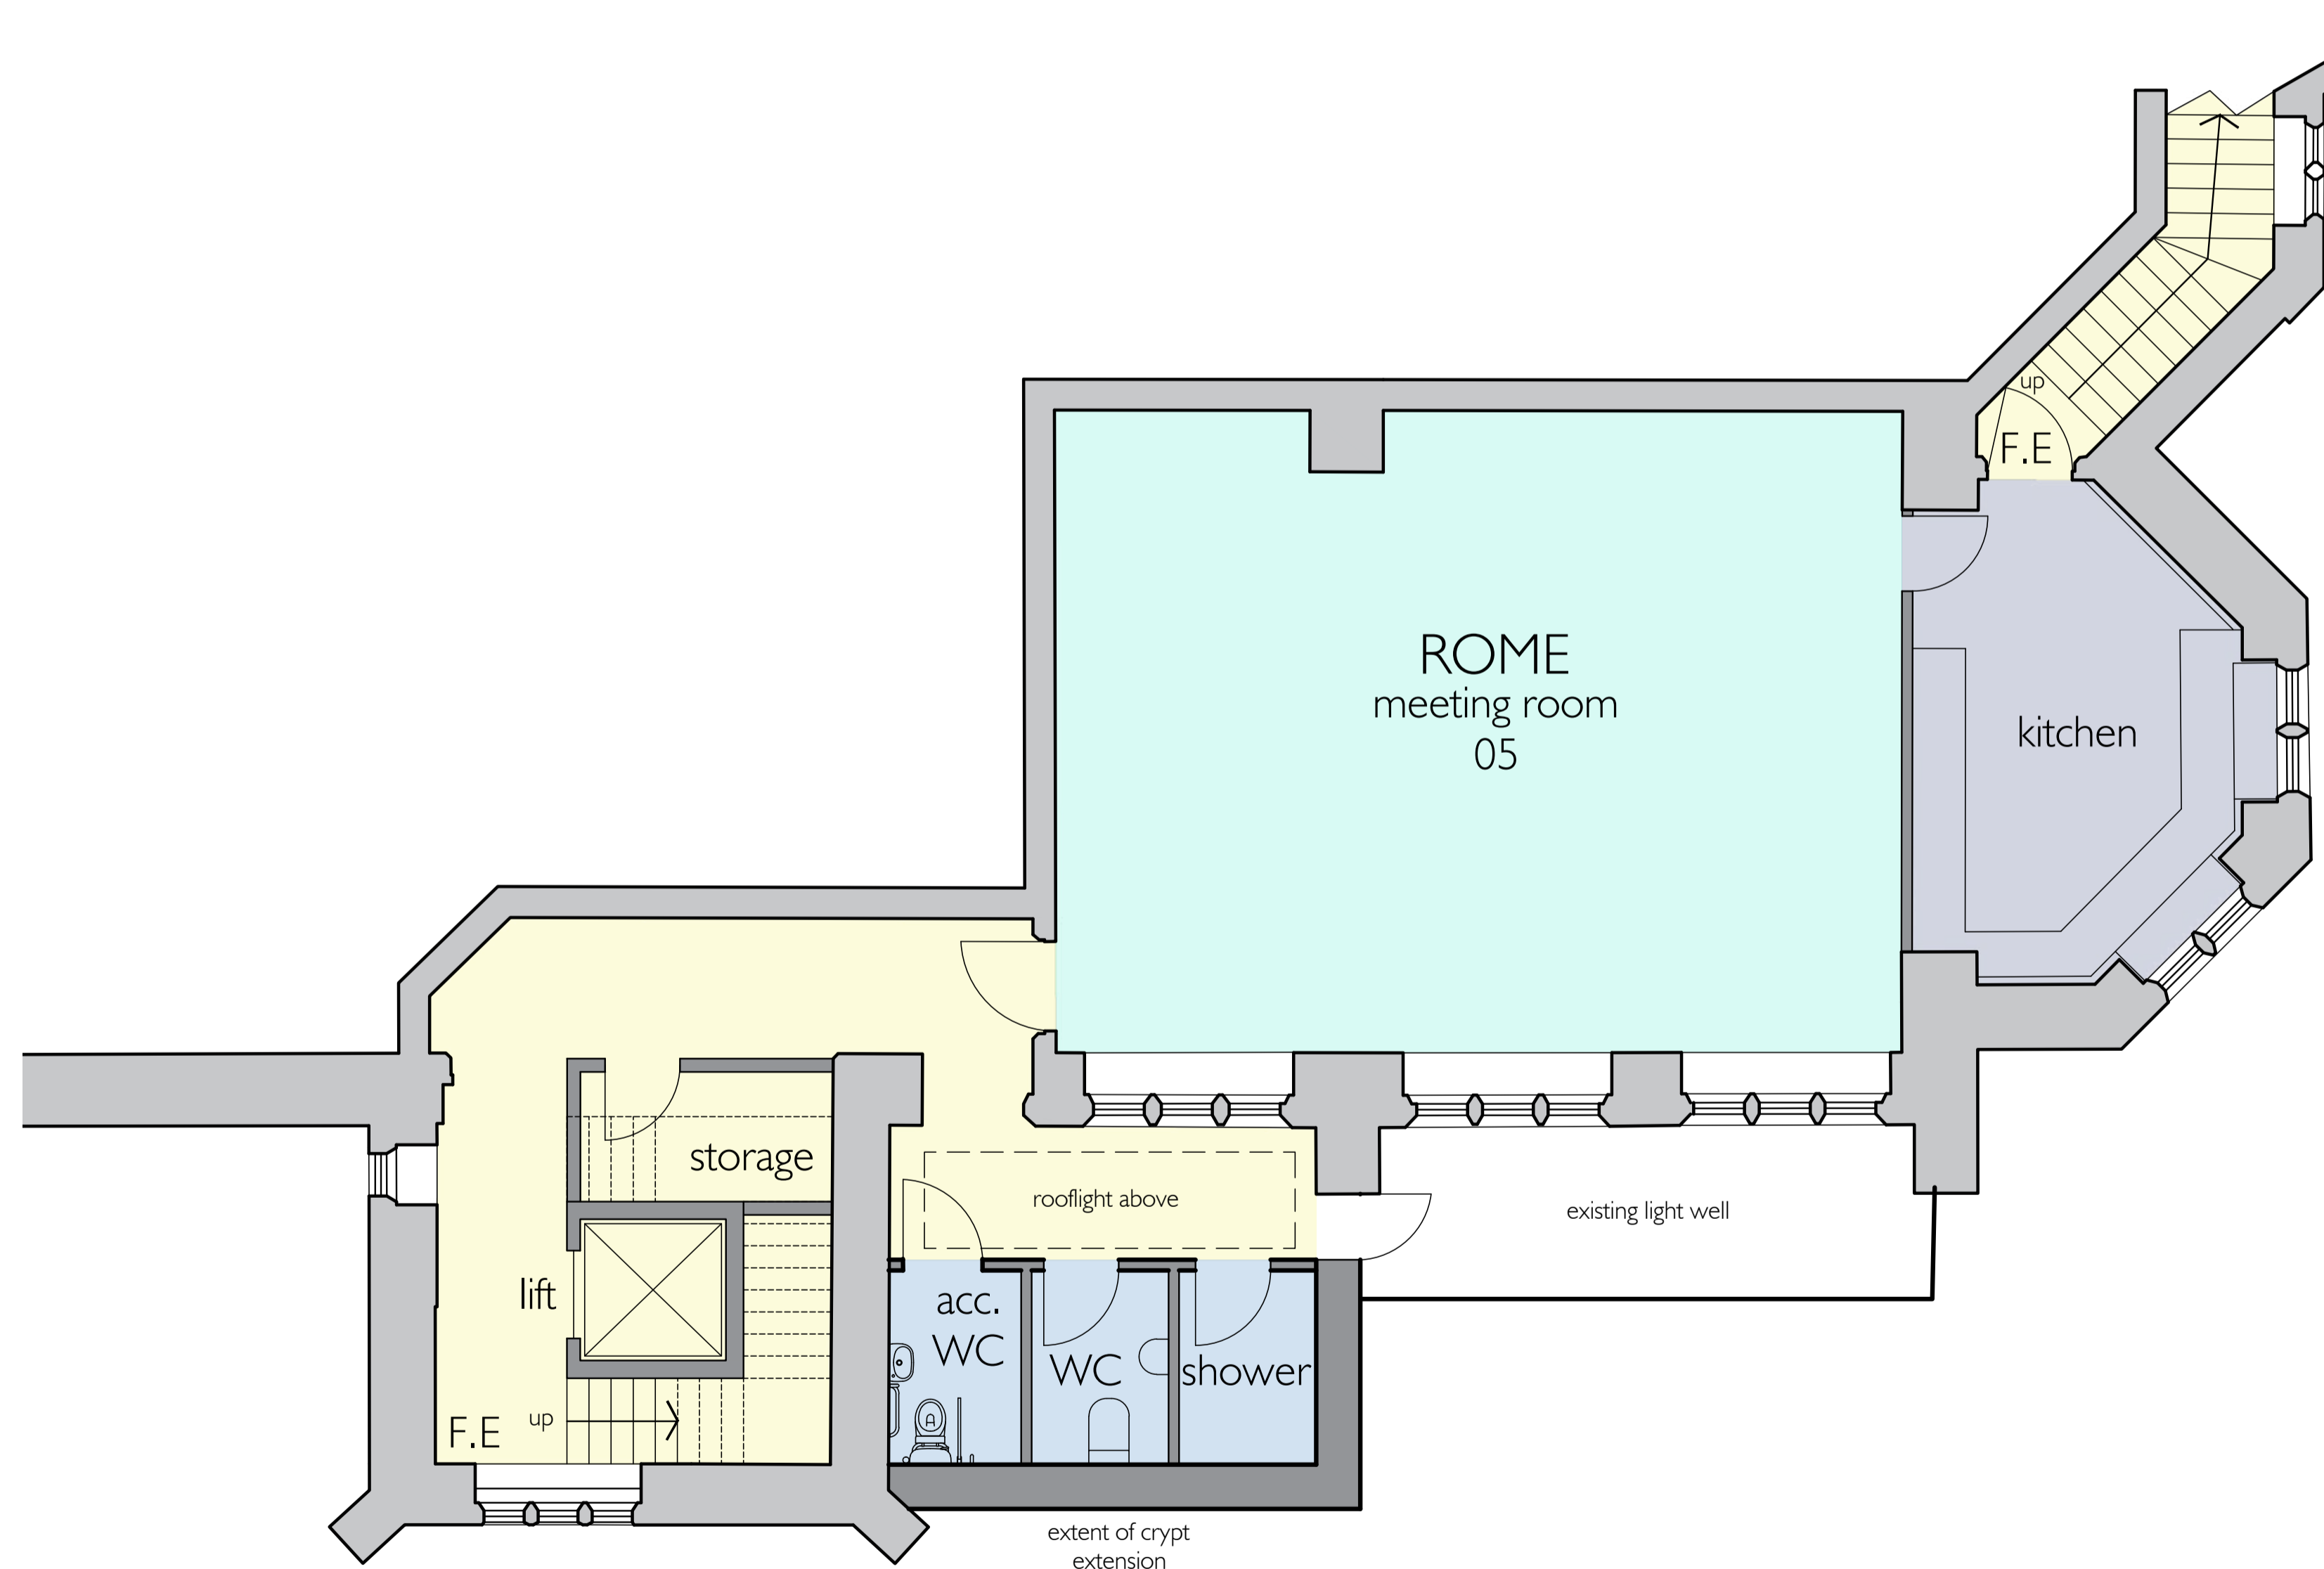 up
F.E
ROME
meeting room
05
kitchen
storage
rooflight above
existing light well
lift
acc.
WC
WC
shower
up
F.E
extent of crypt
extension